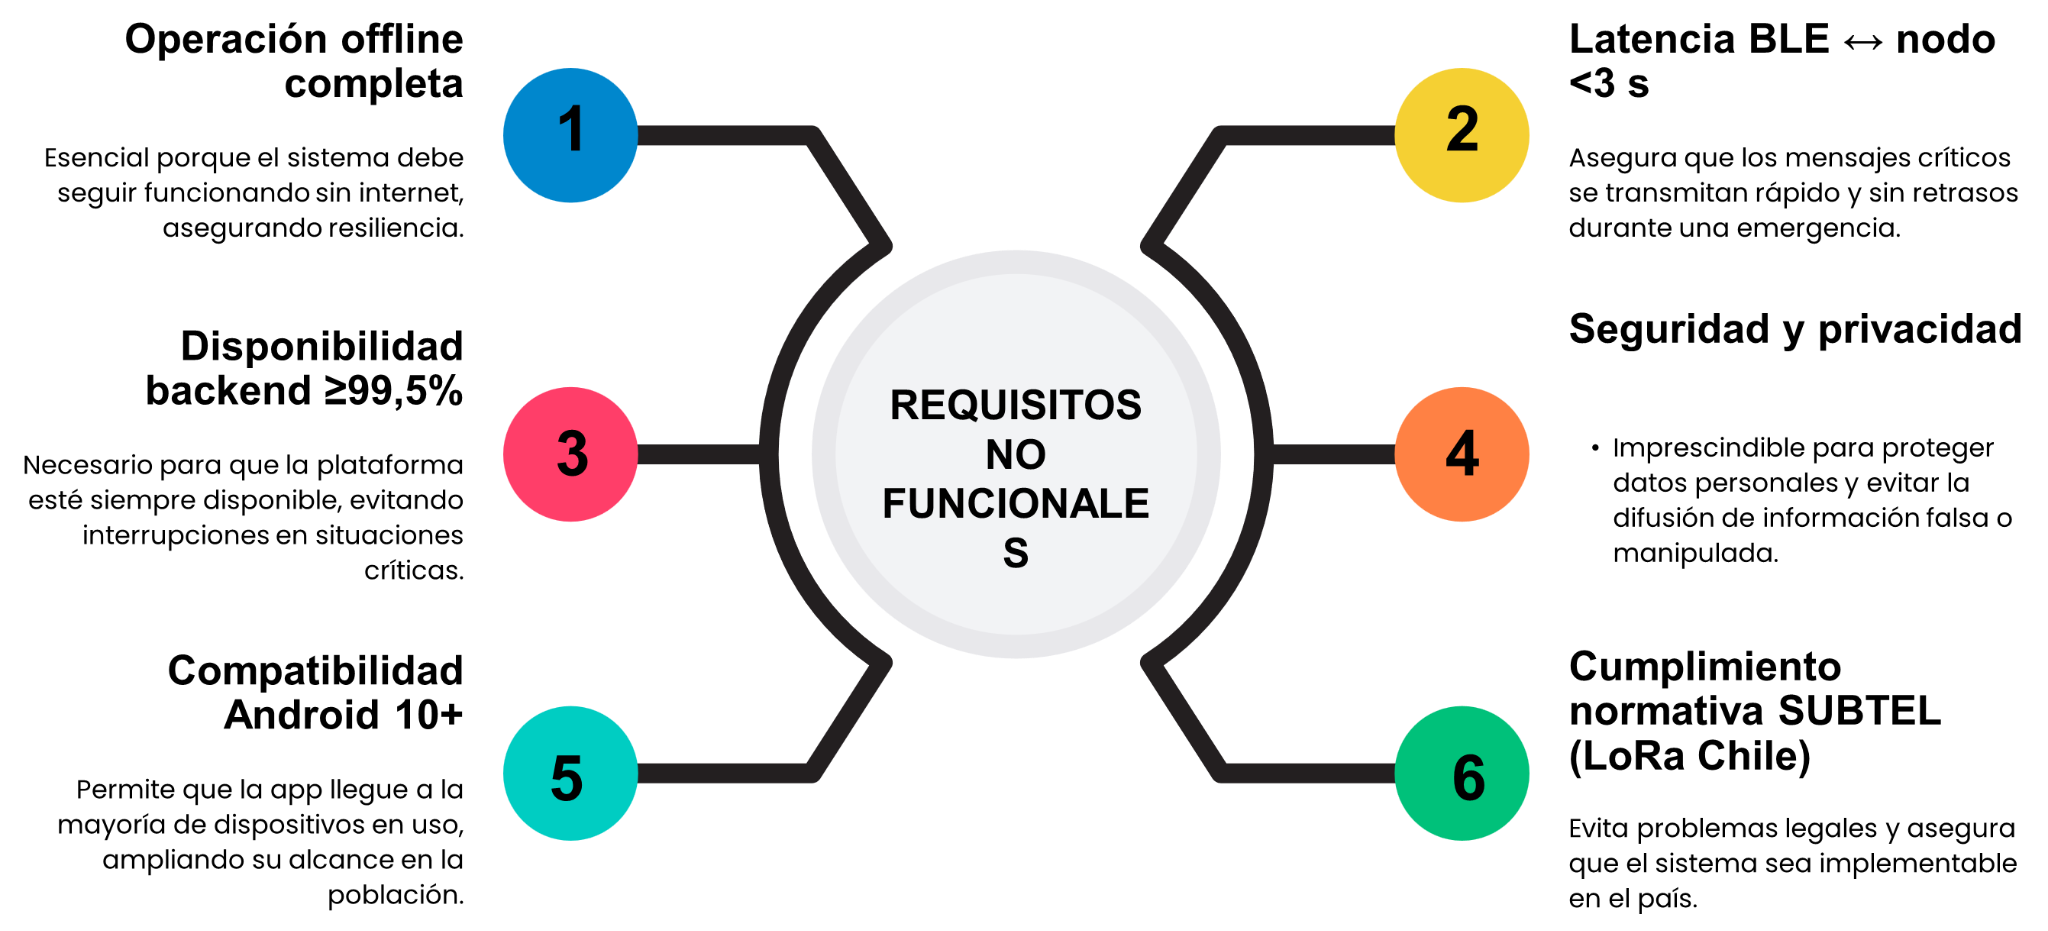 Operación offline
completa
Esencial porque el sistema debe
seguir funcionando sin internet,
asegurando resiliencia.
1
2
Latencia BLE ↔ nodo
<3 s
Asegura que los mensajes críticos
se transmitan rápido y sin retrasos
durante una emergencia.
Disponibilidad
backend ≥99,5%
Necesario para que la plataforma
esté siempre disponible, evitando
interrupciones en situaciones
críticas.
3
REQUISITOS
NO
FUNCIONALE
S
4
Seguridad y privacidad
• Imprescindible para proteger
datos personales y evitar la
difusión de información falsa o
manipulada.
Compatibilidad
Android 10+
Permite que la app llegue a la
mayoría de dispositivos en uso,
ampliando su alcance en la
población.
5
6
Cumplimiento
normativa SUBTEL
(LoRa Chile)
Evita problemas legales y asegura
que el sistema sea implementable
en el país.